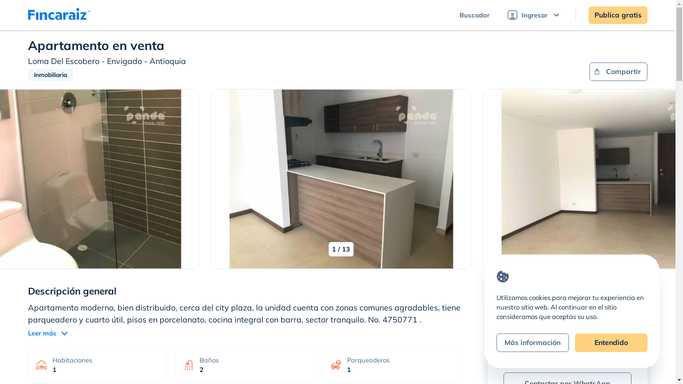 Fincaraiz
Buscador
Ingresar
Publica gratis
Apartamento en venta
Loma Del Escobero - Envigado - Antioquia
Inmobiliaria
Compartir
panda
panda
1 / 13
Descripción general
Apartamento moderno, bien distribuido, cerca del city plaza, la unidad cuenta con zonas comunes agradables, tiene
parqueadero y cuarto útil, pisos en porcelanato, cocina integral con barra, sector tranquilo. No. 4750771 .
Leer más
Habitaciones
1
Baños
2
Parqueaderos
1
Utilizamos cookies para mejorar tu experiencia en
nuestro sitio web. Al continuar en el sitio
consideramos que aceptas su uso.
Más información
Entendido
Contactar por WhatsApp